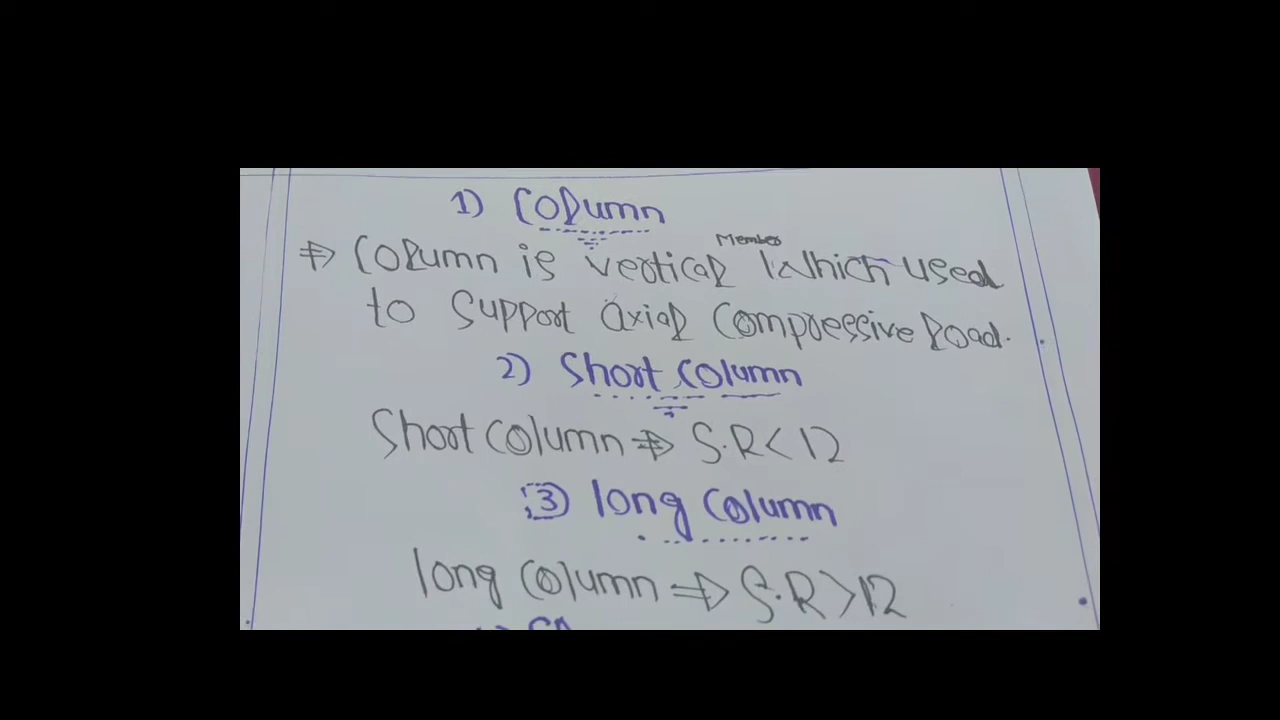 1) Column
⇒ Column is vertical Member which used
to support axial compressive load.
2) Short column
Short column ⇒ S.R < 12
3) long column
long column ⇒ S.R > 12